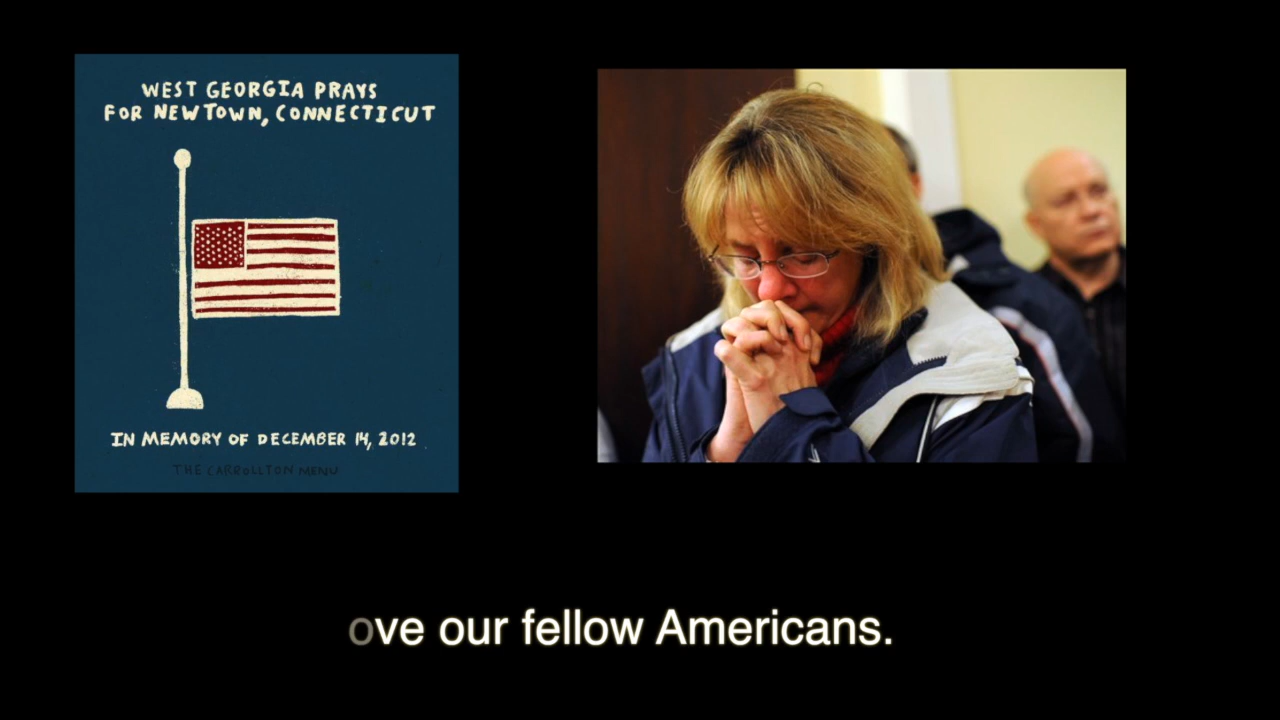 WEST GEORGIA PRAYS
FOR NEWTOWN, CONNECTICUT
IN MEMORY OF DECEMBER 14, 2012
THE CARROLLTON MENU
ove our fellow Americans.